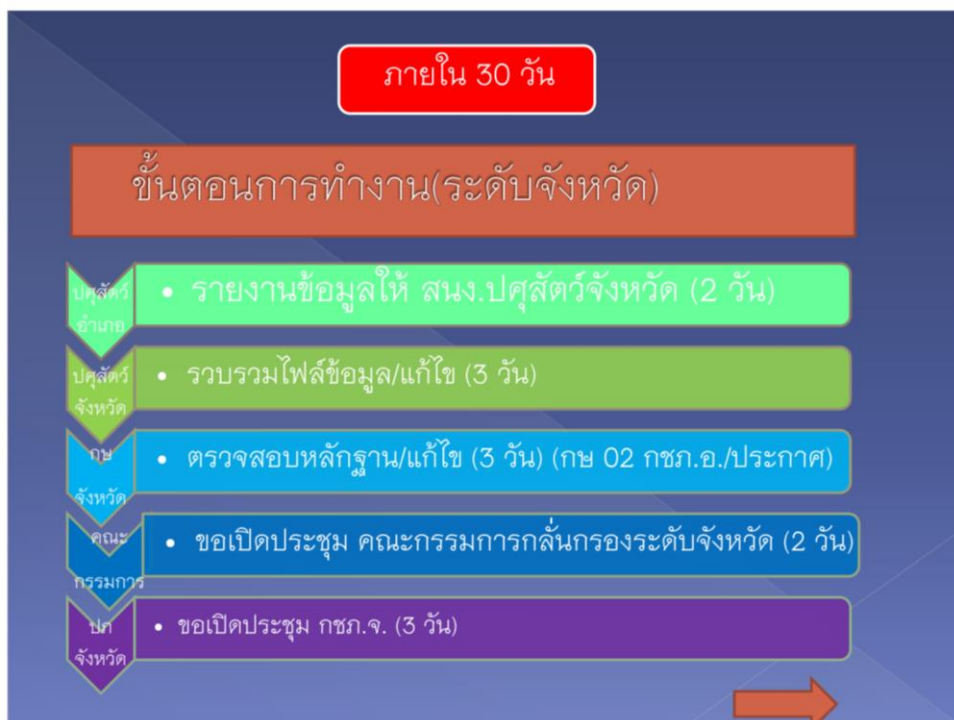 ภายใน 30 วัน
ขั้นตอนการทำงาน(ระดับจังหวัด)
ปศุสัตว์
อำเภอ
• รายงานข้อมูลให้ สนง.ปศุสัตว์จังหวัด (2 วัน)
ปศุสัตว์
จังหวัด
• รวบรวมไฟล์ข้อมูล/แก้ไข (3 วัน)
กษ
จังหวัด
• ตรวจสอบหลักฐาน/แก้ไข (3 วัน) (กษ 02 กชภ.อ./ประกาศ)
คณะ
กรรมการ
• ขอเปิดประชุม คณะกรรมการกลั่นกรองระดับจังหวัด (2 วัน)
ปภ
จังหวัด
• ขอเปิดประชุม กชภ.จ. (3 วัน)